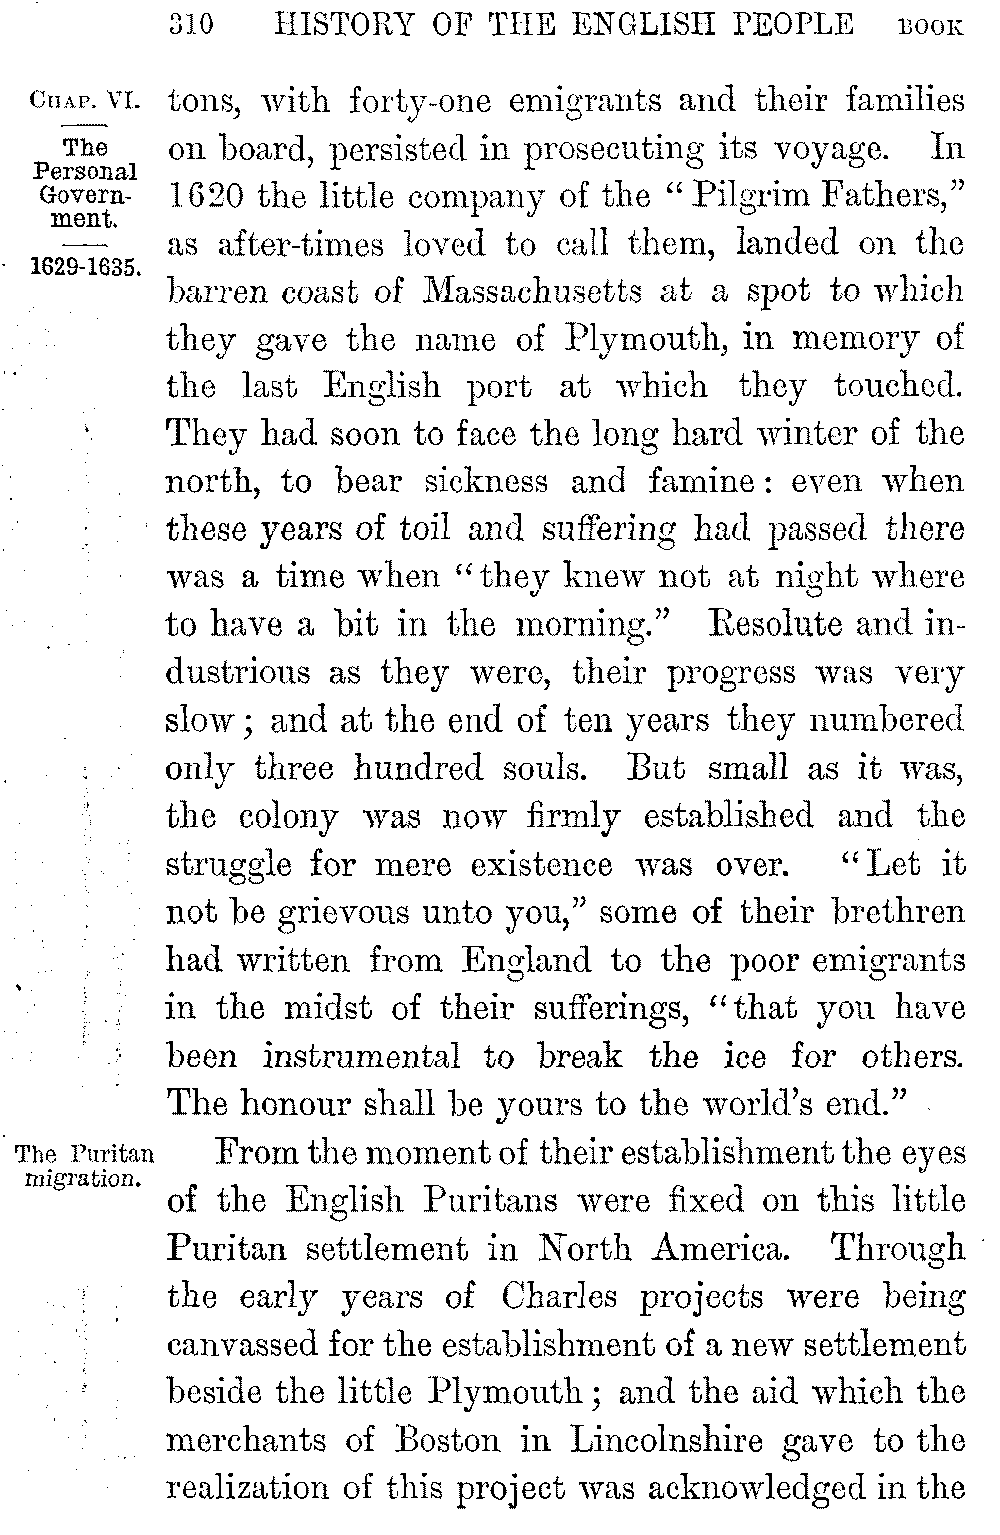 310 HISTORY OF THE ENGLISH PEOPLE BOOK
CHAP. VI.
The
Personal
Govern-
ment.
1629-1635.
tons, with forty-one emigrants and their families
on board, persisted in prosecuting its voyage. In
1620 the little company of the “Pilgrim Fathers,”
as after-times loved to call them, landed on the
barren coast of Massachusetts at a spot to which
they gave the name of Plymouth, in memory of
the last English port at which they touched.
They had soon to face the long hard winter of the
north, to bear sickness and famine: even when
these years of toil and suffering had passed there
was a time when “they knew not at night where
to have a bit in the morning.” Resolute and in-
dustrious as they were, their progress was very
slow; and at the end of ten years they numbered
only three hundred souls. But small as it was,
the colony was now firmly established and the
struggle for mere existence was over. “Let it
not be grievous unto you,” some of their brethren
had written from England to the poor emigrants
in the midst of their sufferings, “that you have
been instrumental to break the ice for others.
The honour shall be yours to the world's end.”
The Puritan
migration.
From the moment of their establishment the eyes
of the English Puritans were fixed on this little
Puritan settlement in North America. Through
the early years of Charles projects were being
canvassed for the establishment of a new settlement
beside the little Plymouth; and the aid which the
merchants of Boston in Lincolnshire gave to the
realization of this project was acknowledged in the